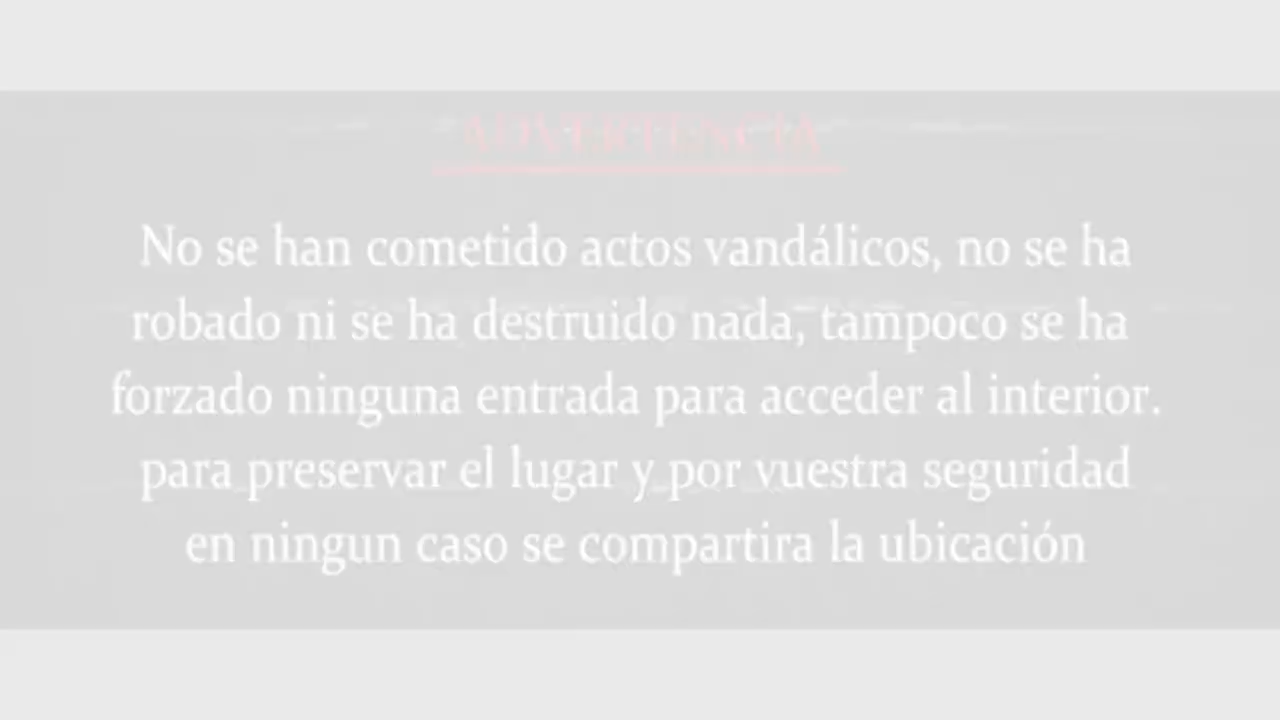 ADVERTENCIA
No se han cometido actos vandálicos, no se ha
robado ni se ha destruido nada, tampoco se ha
forzado ninguna entrada para acceder al interior.
para preservar el lugar y por vuestra seguridad
en ningun caso se compartira la ubicación